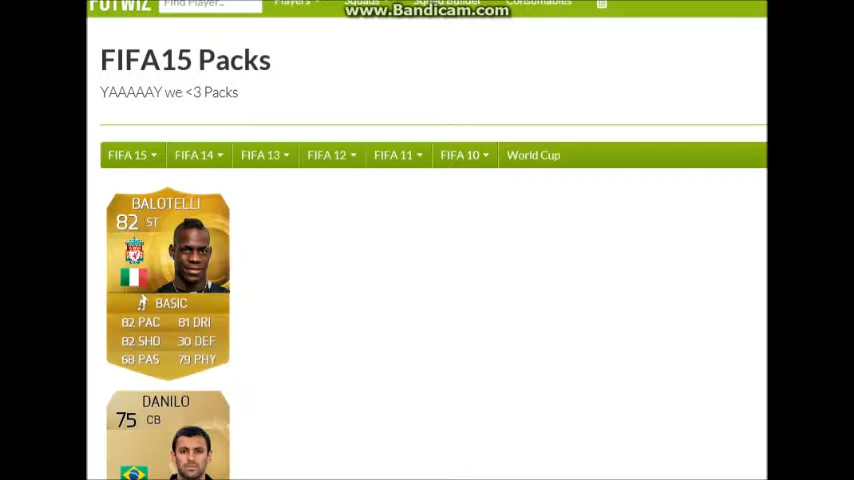 FUTWIZ Find Player... Players Squads Squad Builder Consumables
www.Bandicam.com
FIFA15 Packs
YAAAAAY we <3 Packs
FIFA 15 FIFA 14 FIFA 13 FIFA 12 FIFA 11 FIFA 10 World Cup
BALOTELLI
82 ST
BASIC
82 PAC 81 DRI
82 SHO 30 DEF
68 PAS 79 PHY
DANILO
75 CB